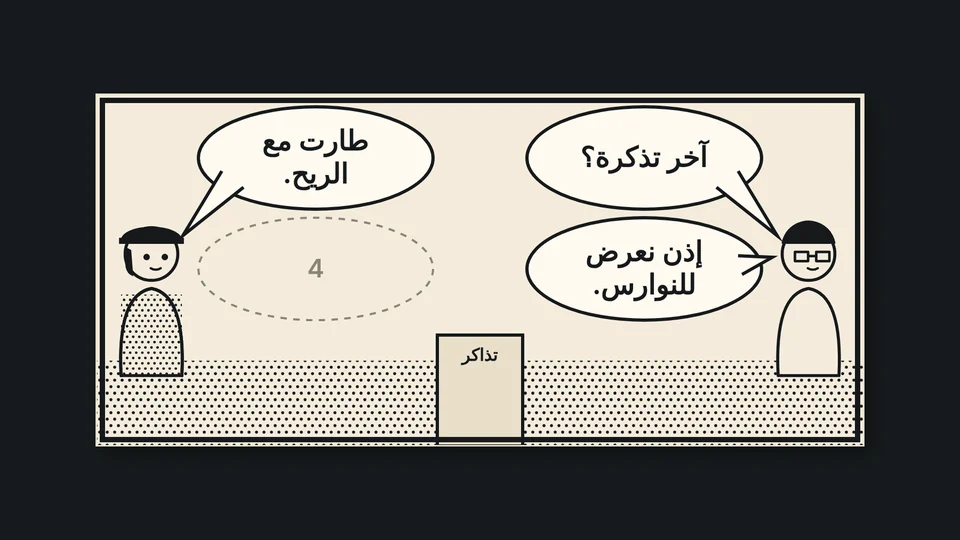 آخر تذكرة؟
طارت مع
الريح.
إذن نعرض
للنوارس.
4
تذاكر